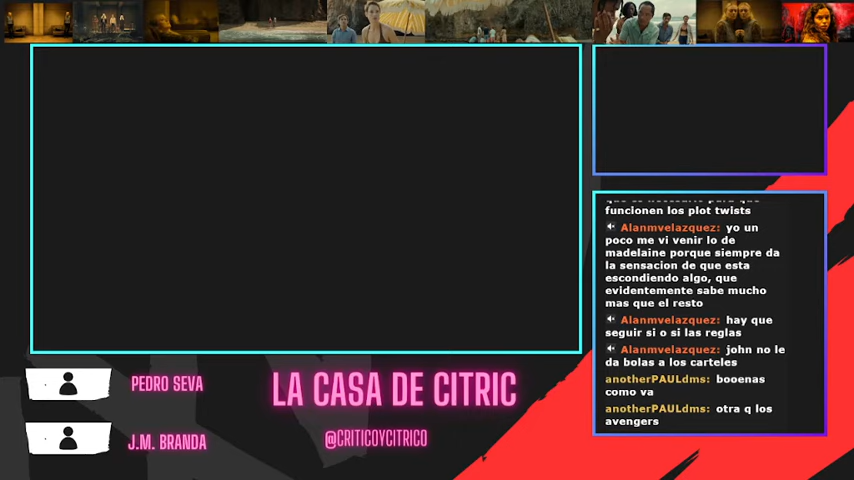 funcionen los plot twists
Alanmvelazquez: yo un
poco me vi venir lo de
madelaine porque siempre da
la sensacion de que esta
escondiendo algo, que
evidentemente sabe mucho
mas que el resto
Alanmvelazquez: hay que
seguir si o si las reglas
Alanmvelazquez: john no le
da bolas a los carteles
anotherPAULdms: booenas
como va
anotherPAULdms: otra q los
avengers
PEDRO SEVA
J.M. BRANDA
LA CASA DE CITRIC
@CRITICOYCITRICO